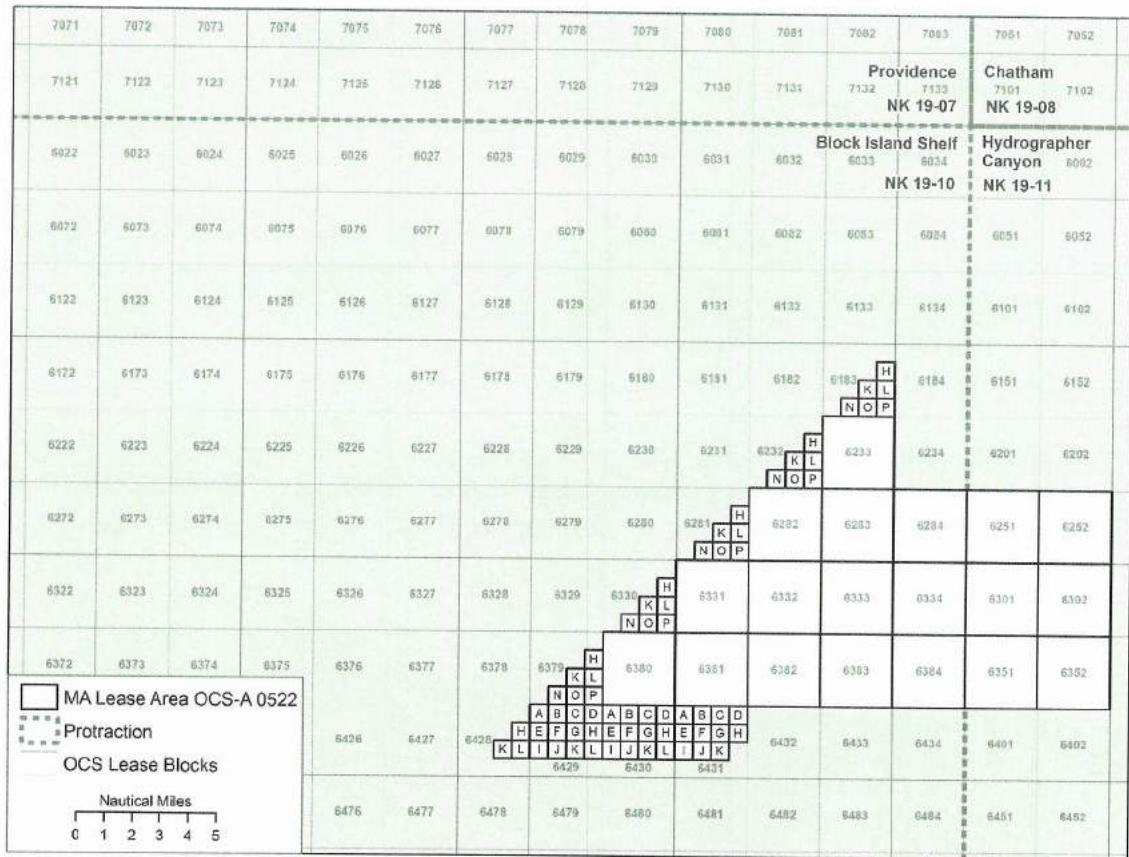 7071 7072 7073 7074 7075 7076 7077 7078 7079 7080 7081 7082 7083 7051 7052
Providence Chatham
7121 7122 7123 7124 7125 7126 7127 7128 7129 7130 7131 7132 7133 7101 7102
NK 19-07 NK 19-08
Block Island Shelf Hydrographer
6022 6023 6024 6025 6026 6027 6028 6029 6030 6031 6032 6033 6034 Canyon 6002
NK 19-10 NK 19-11
6072 6073 6074 6075 6076 6077 6078 6079 6080 6081 6082 6083 6084 6051 6052
6122 6123 6124 6125 6126 6127 6128 6129 6130 6131 6132 6133 6134 6101 6102
H
6172 6173 6174 6175 6176 6177 6178 6179 6180 6181 6182 6183 K L 6184 6151 6152
N O P
H
6222 6223 6224 6225 6226 6227 6228 6229 6230 6231 6232 K L 6233 6234 6201 6202
N O P
H
6272 6273 6274 6275 6276 6277 6278 6279 6280 6281 K L 6282 6283 6284 6251 6252
N O P
H
6322 6323 6324 6325 6326 6327 6328 6329 6330 K L 6331 6332 6333 6334 6301 6302
N O P
H
6372 6373 6374 6375 6376 6377 6378 6379 K L 6380 6381 6382 6383 6384 6351 6352
N O P
A B C D A B C D A B C D
6426 6427 6428 H E F G H E F G H E F G H 6432 6433 6434 6401 6402
K L I J K L I J K L I J K
6429 6430 6431
6476 6477 6478 6479 6480 6481 6482 6483 6484 6451 6452
MA Lease Area OCS-A 0522
Protraction
OCS Lease Blocks
Nautical Miles
0 1 2 3 4 5